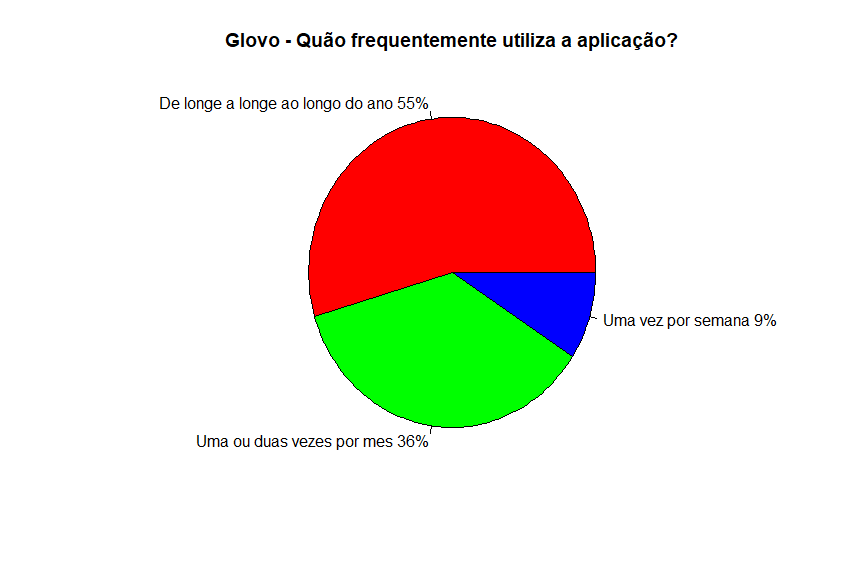 Glovo - Quão frequentemente utiliza a aplicação?
De longe a longe ao longo do ano 55%
Uma vez por semana 9%
Uma ou duas vezes por mes 36%